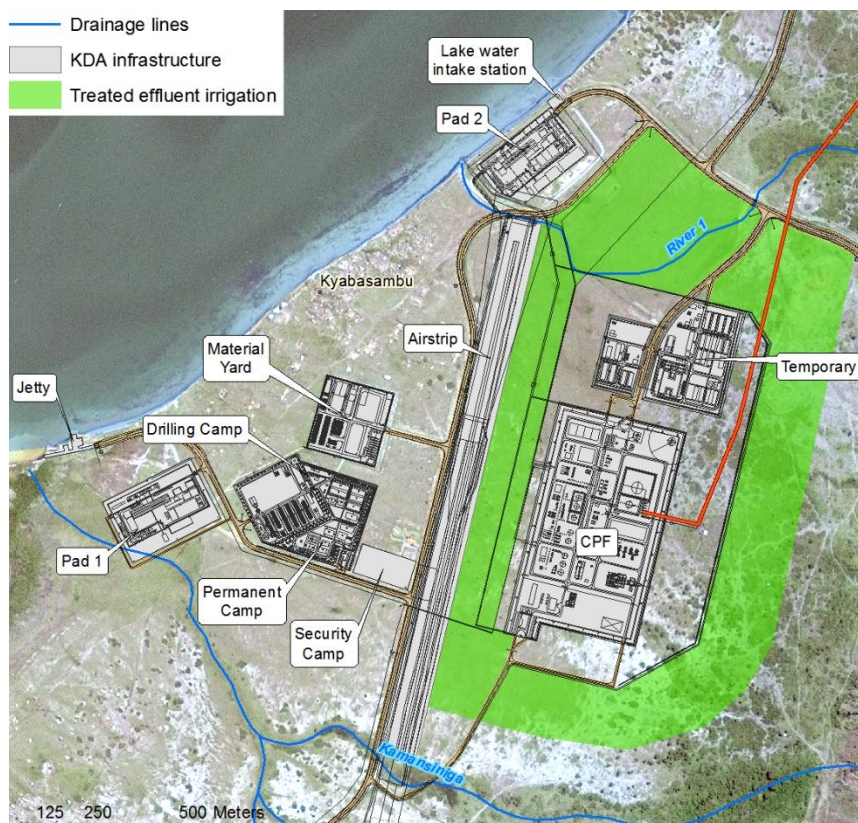 Drainage lines
KDA infrastructure
Treated effluent irrigation
Lake water
intake station
Pad 2
River 1
Kyabasambu
Airstrip
Material
Yard
Temporary
Jetty
Drilling Camp
CPF
Pad 1
Permanent
Camp
Security
Camp
Kamansiniga
125 250 500 Meters